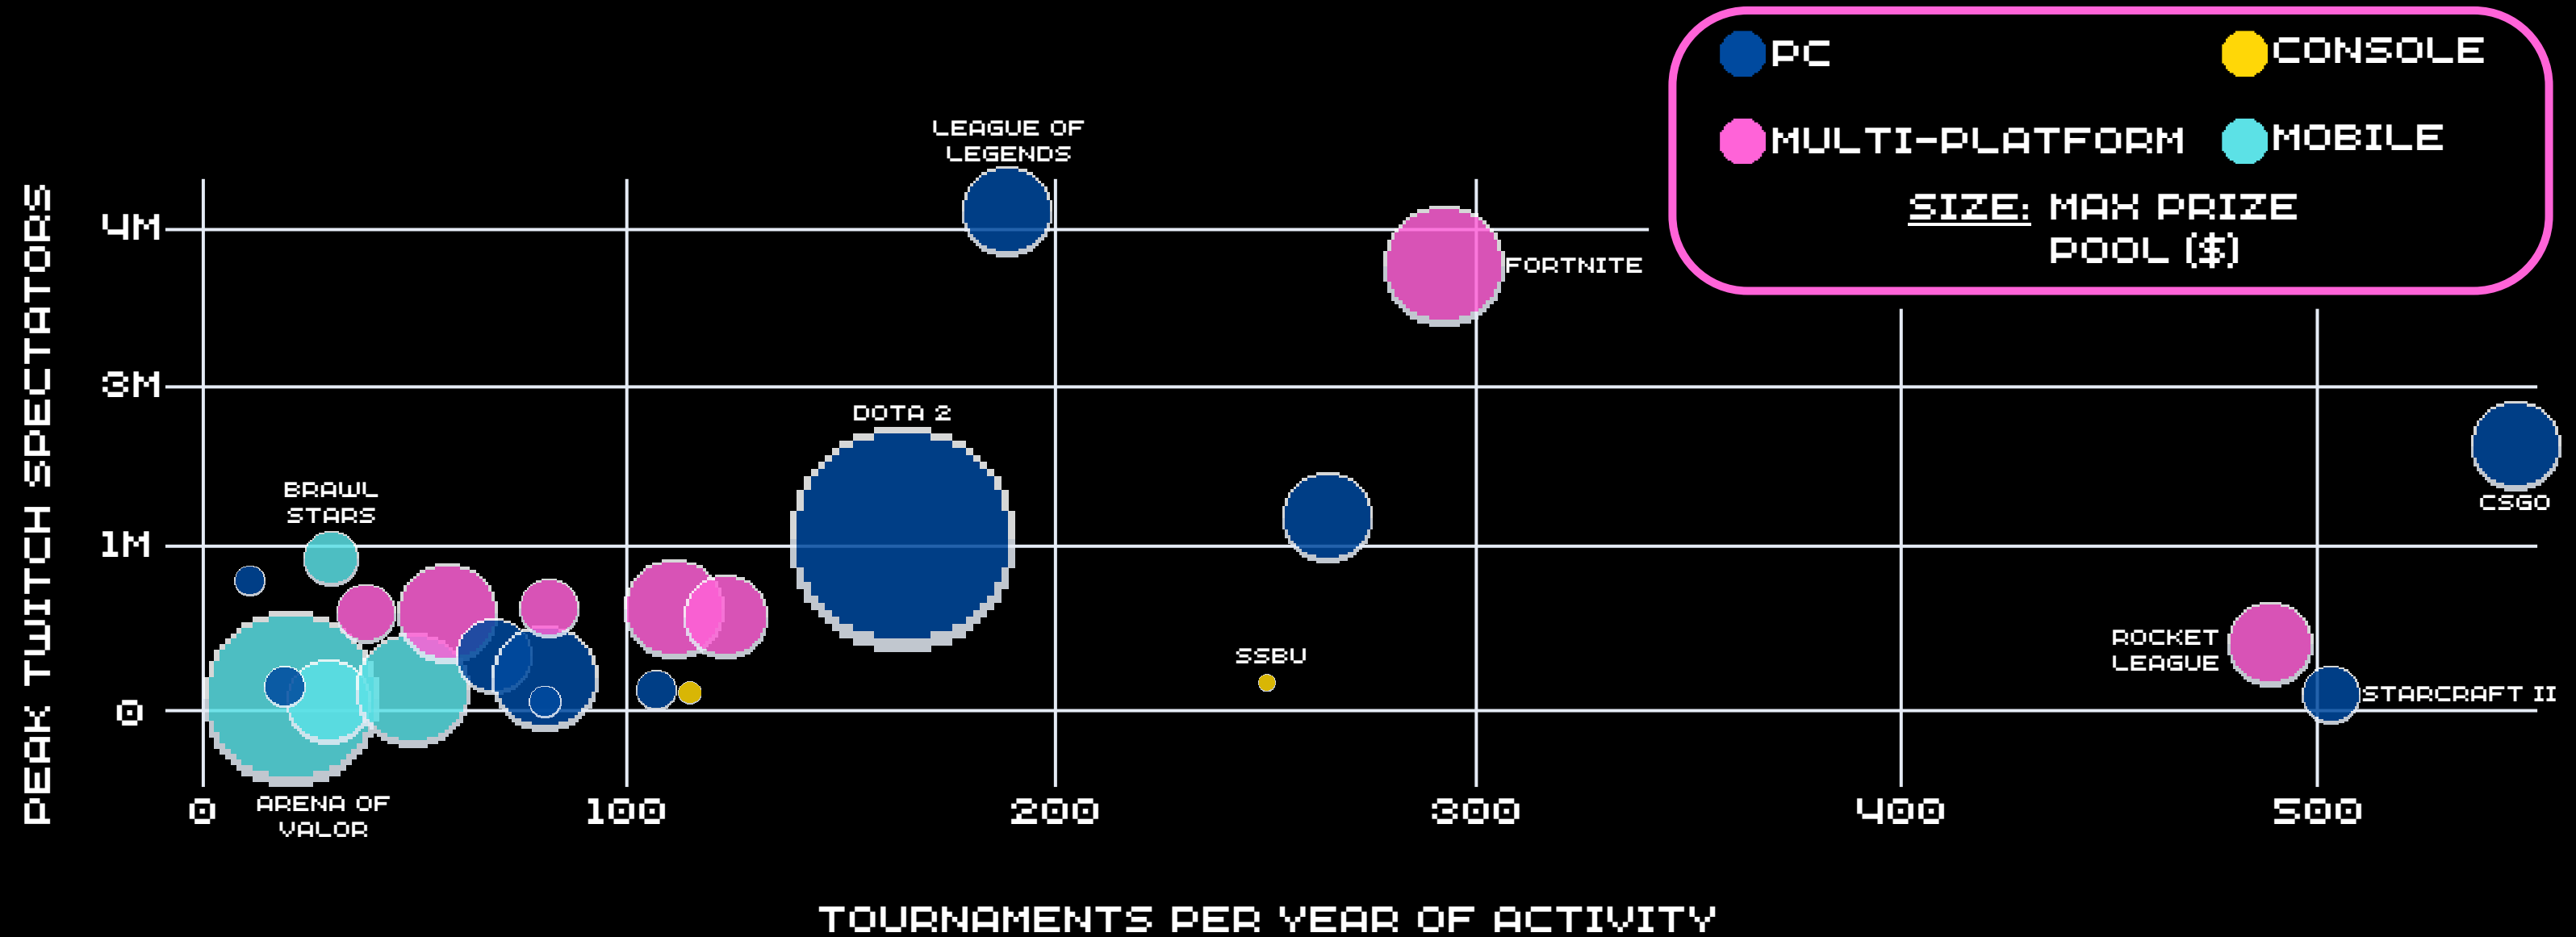 PC
CONSOLE
MULTI-PLATFORM
MOBILE
SIZE: MAX PRIZE
POOL ($)
LEAGUE OF
LEGENDS
PEAK TWITCH SPECTATORS
4M
FORTNITE
3M
DOTA 2
BRAWL
STARS
CSGO
1M
SSBU
ROCKET
LEAGUE
STARCRAFT II
0
ARENA OF
VALOR
0
100
200
300
400
500
TOURNAMENTS PER YEAR OF ACTIVITY